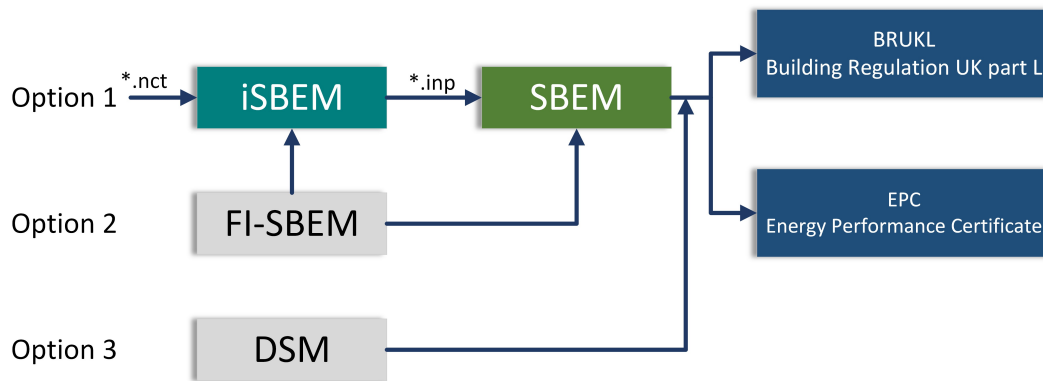 BRUKL
Building Regulation UK part L
*.nct
*.inp
Option 1
iSBEM
SBEM
Option 2
FI-SBEM
EPC
Energy Performance Certificate
Option 3
DSM